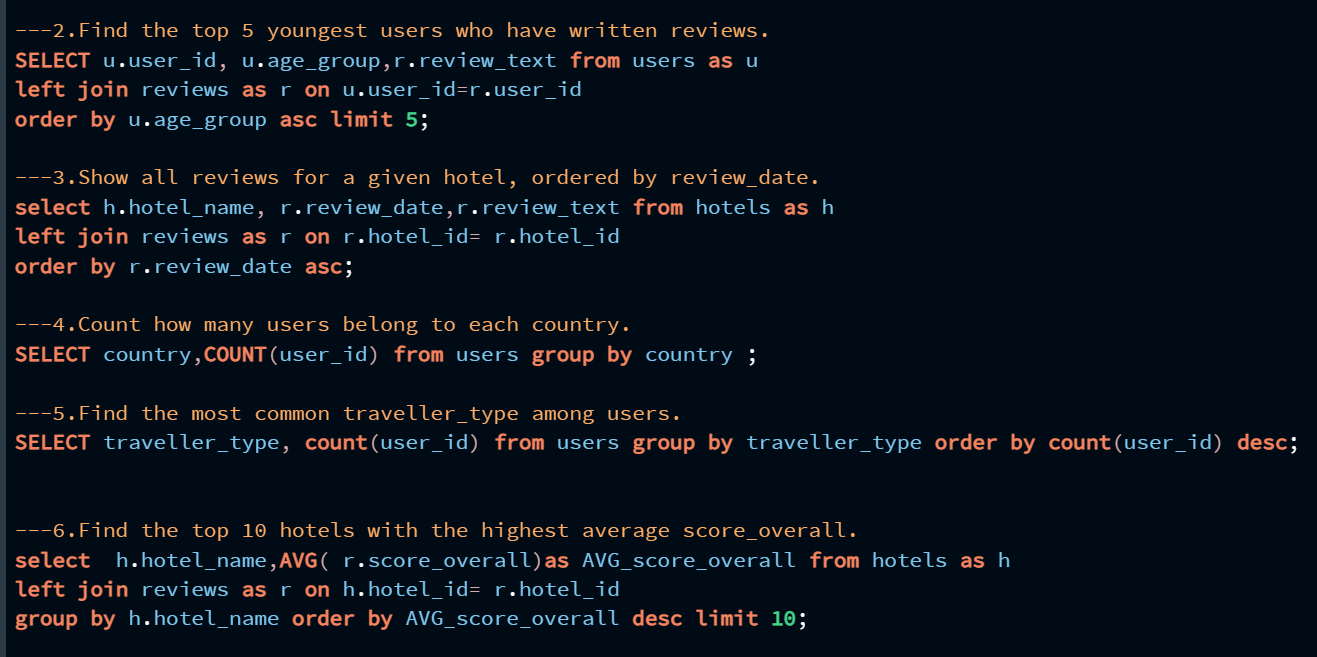 ---2.Find the top 5 youngest users who have written reviews.
SELECT u.user_id, u.age_group,r.review_text from users as u
left join reviews as r on u.user_id=r.user_id
order by u.age_group asc limit 5;
---3.Show all reviews for a given hotel, ordered by review_date.
select h.hotel_name, r.review_date,r.review_text from hotels as h
left join reviews as r on r.hotel_id= r.hotel_id
order by r.review_date asc;
---4.Count how many users belong to each country.
SELECT country,COUNT(user_id) from users group by country ;
---5.Find the most common traveller_type among users.
SELECT traveller_type, count(user_id) from users group by traveller_type order by count(user_id) desc;
---6.Find the top 10 hotels with the highest average score_overall.
select  h.hotel_name,AVG( r.score_overall)as AVG_score_overall from hotels as h
left join reviews as r on h.hotel_id= r.hotel_id
group by h.hotel_name order by AVG_score_overall desc limit 10;